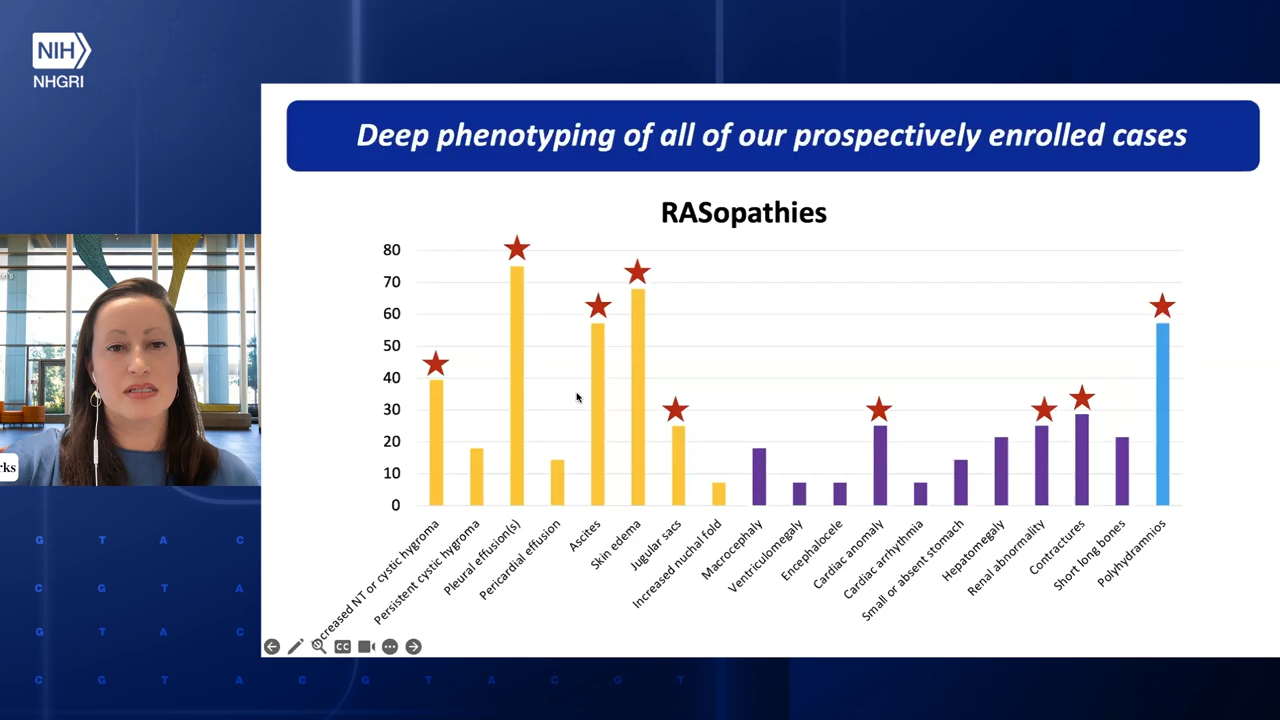 NIH
NHGRI
Deep phenotyping of all of our prospectively enrolled cases
RASopathies
80
70
60
50
40
30
20
10
0
creased NT or cystic hygroma
Persistent cystic hygroma
Pleural effusion(s)
Pericardial effusion
Ascites
Skin edema
Jugular sacs
Increased nuchal fold
Macrocephaly
Ventriculomegaly
Encephalocele
Cardiac anomaly
Cardiac arrhythmia
Small or absent stomach
Hepatomegaly
Renal abnormality
Contractures
Short long bones
Polyhydramnios
rks
CC
G T A C
C G T A
G T A C
C G T A C G T A C G T